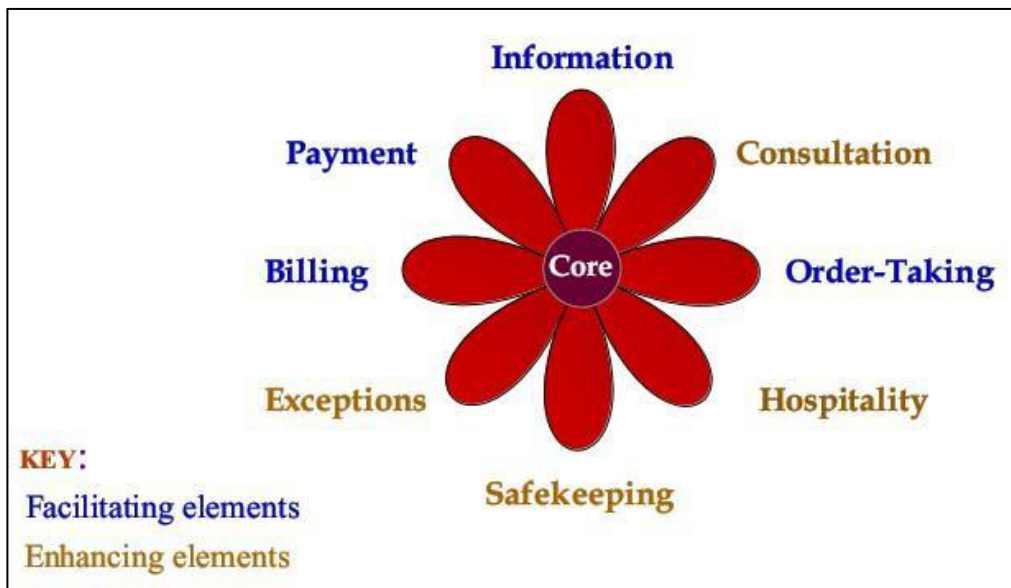 Information
Payment
Consultation
Billing
Core
Order-Taking
Exceptions
Hospitality
KEY:
Safekeeping
Facilitating elements
Enhancing elements